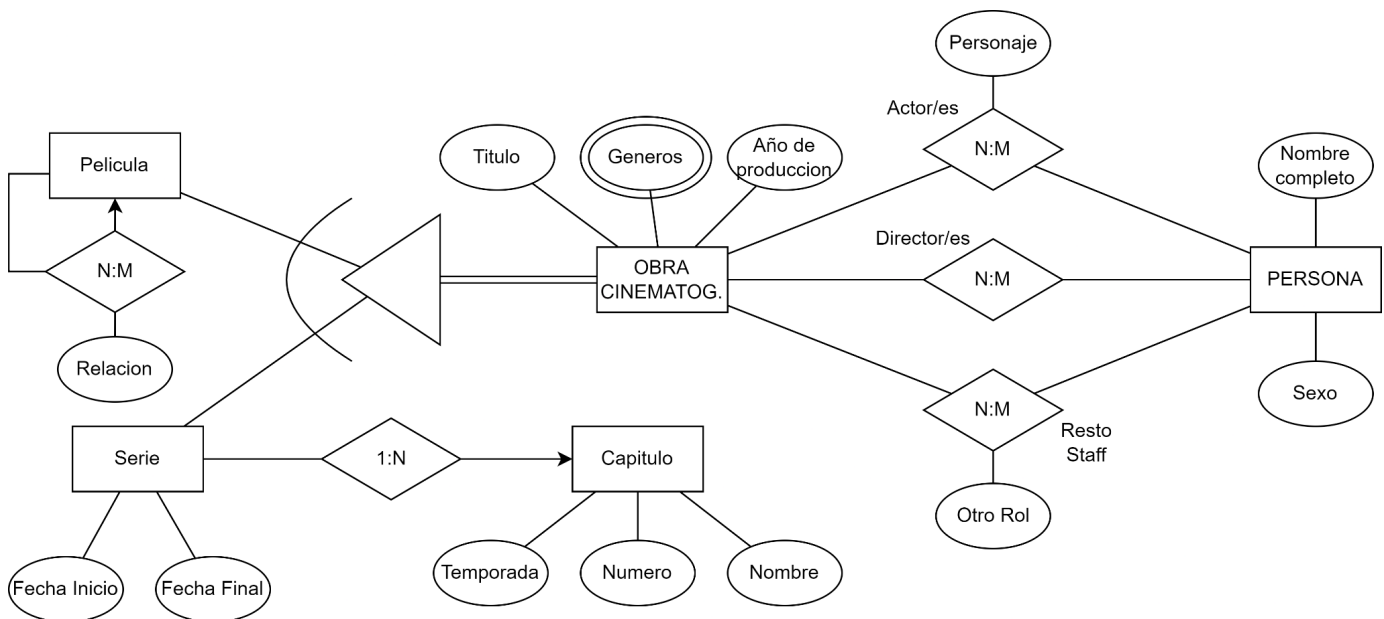 Personaje
Actor/es
N:M
Pelicula
Titulo
Generos
Año de
produccion
Nombre
completo
Director/es
N:M
N:M
OBRA
CINEMATOG.
PERSONA
Relacion
Sexo
N:M
Resto
Staff
Serie
1:N
Capitulo
Otro Rol
Fecha Inicio
Fecha Final
Temporada
Numero
Nombre